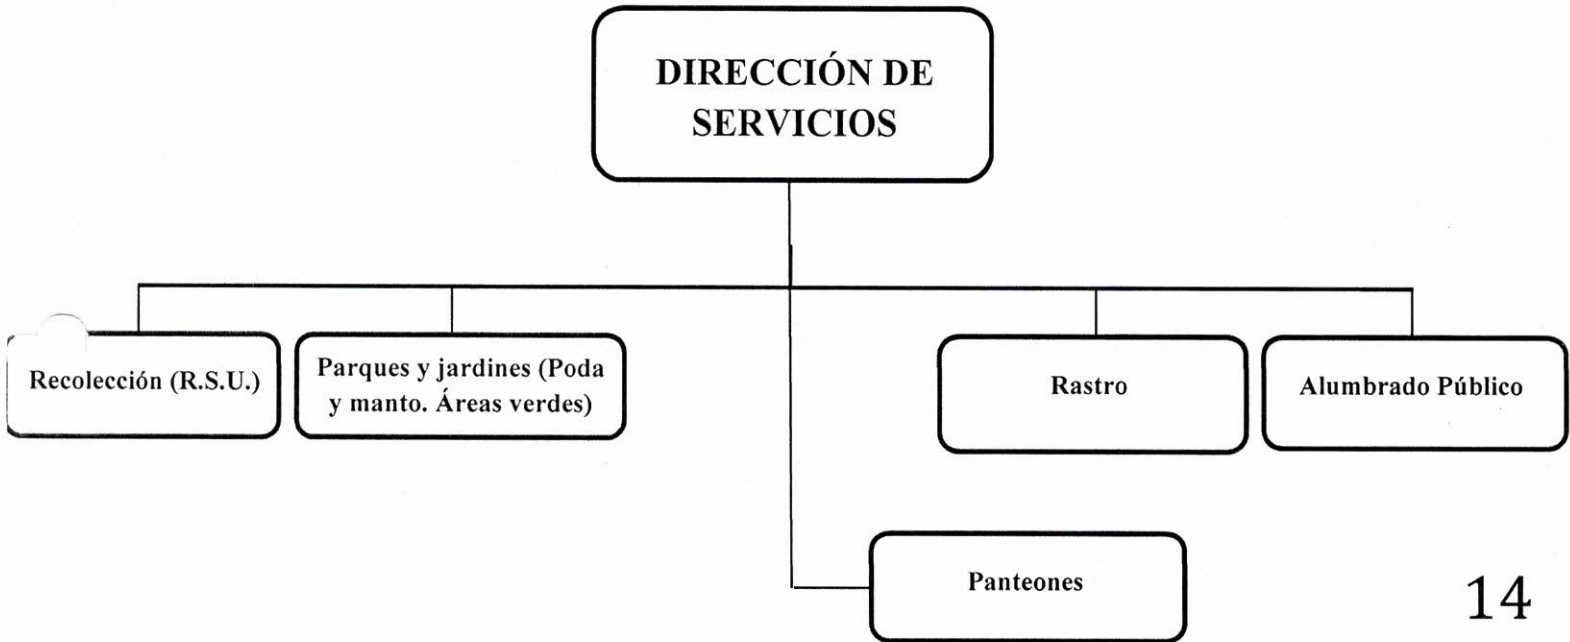 DIRECCIÓN DE
SERVICIOS
Recolección (R.S.U.)
Parques y jardines (Poda
y manto. Áreas verdes)
Rastro
Alumbrado Público
Panteones
14